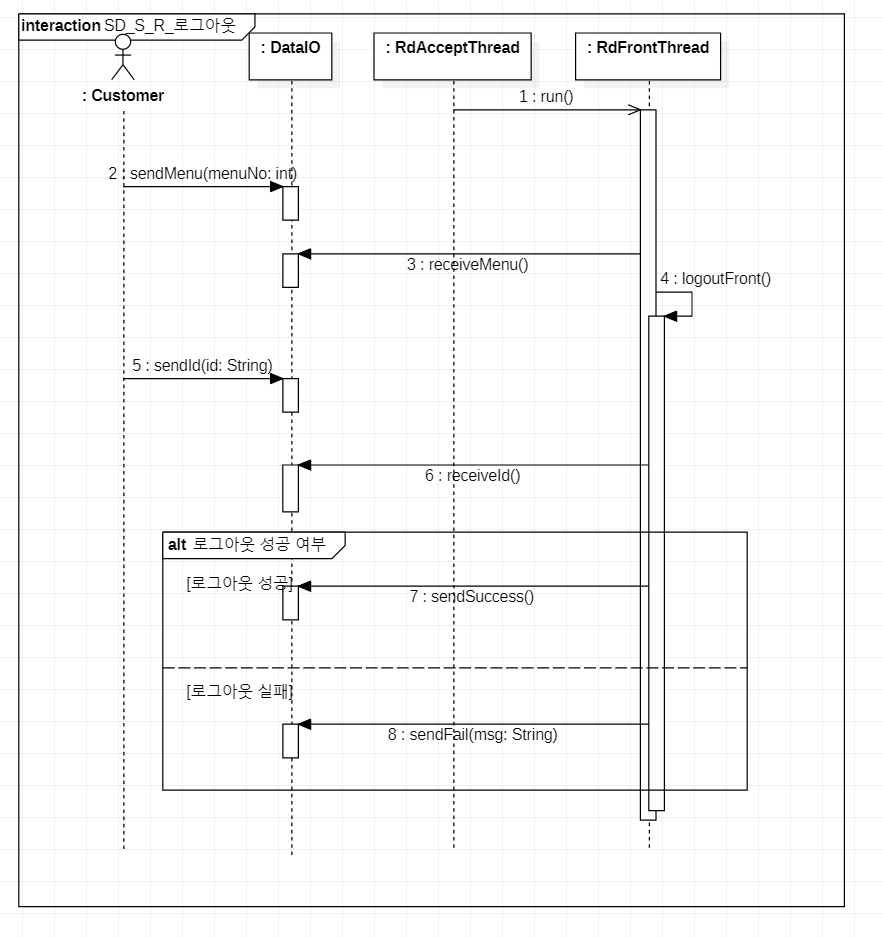 interaction SD_S_R_로그아웃
: Customer
: DataIO
: RdAcceptThread
: RdFrontThread
1 : run()
2 : sendMenu(menuNo: int)
3 : receiveMenu()
4 : logoutFront()
5 : sendId(id: String)
6 : receiveId()
alt 로그아웃 성공 여부
[로그아웃 성공]
7 : sendSuccess()
[로그아웃 실패]
8 : sendFail(msg: String)